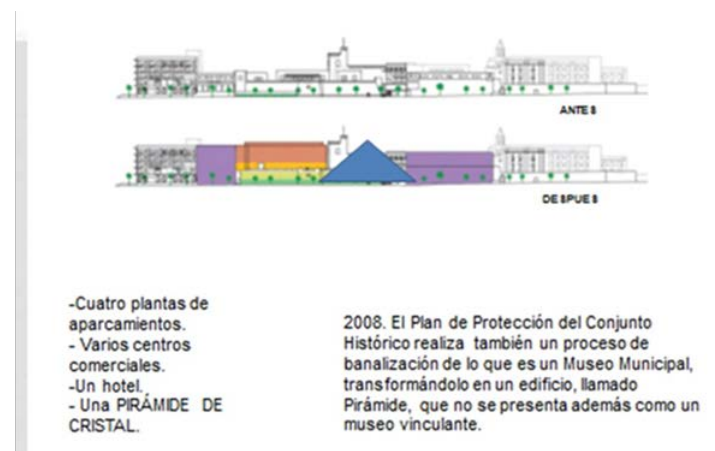 ANTES
DESPUES
-Cuatro plantas de
aparcamientos.
- Varios centros
comerciales.
-Un hotel.
- Una PIRÁMIDE DE
CRISTAL.
2008. El Plan de Protección del Conjunto
Histórico realiza también un proceso de
banalización de lo que es un Museo Municipal,
transformándolo en un edificio, llamado
Pirámide, que no se presenta además como un
museo vinculante.